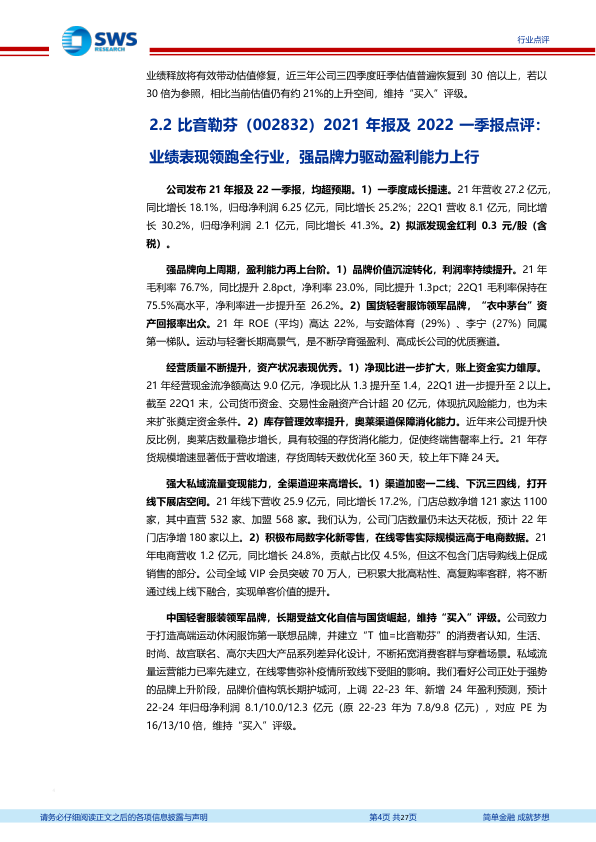 SWS
RESEARCH
行业点评
业绩释放将有效带动估值修复，近三年公司三四季度旺季估值普遍恢复到 30 倍以上，若以
30 倍为参照，相比当前估值仍有约 21%的上升空间，维持“买入”评级。
2.2 比音勒芬（002832）2021 年报及 2022 一季报点评：
业绩表现领跑全行业，强品牌力驱动盈利能力上行
公司发布 21 年报及 22 一季报，均超预期。1）一季度成长提速。21 年营收 27.2 亿元，
同比增长 18.1%，归母净利润 6.25 亿元，同比增长 25.2%；22Q1 营收 8.1 亿元，同比增
长 30.2%，归母净利润 2.1 亿元，同比增长 41.3%。2）拟派发现金红利 0.3 元/股（含
税）。
强品牌向上周期，盈利能力再上台阶。1）品牌价值沉淀转化，利润率持续提升。21 年
毛利率 76.7%，同比提升 2.8pct，净利率 23.0%，同比提升 1.3pct；22Q1 毛利率保持在
75.5%高水平，净利率进一步提升至 26.2%。2）国货轻奢服饰领军品牌，“衣中茅台”资
产回报率出众。21 年 ROE（平均）高达 22%，与安踏体育（29%）、李宁（27%）同属
第一梯队。运动与轻奢长期高景气，是不断孕育强盈利、高成长公司的优质赛道。
经营质量不断提升，资产状况表现优秀。1）净现比进一步扩大，账上资金实力雄厚。
21 年经营现金流净额高达 9.0 亿元，净现比从 1.3 提升至 1.4，22Q1 进一步提升至 2 以上。
截至 22Q1 末，公司货币资金、交易性金融资产合计超 20 亿元，体现抗风险能力，也为未
来扩张奠定资金条件。2）库存管理效率提升，奥莱渠道保障消化能力。近年来公司提升快
反比例，奥莱店数量稳步增长，具有较强的存货消化能力，促使终端售罄率上行。21 年存
货规模增速显著低于营收增速，存货周转天数优化至 360 天，较上年下降 24 天。
强大私域流量变现能力，全渠道迎来高增长。1）渠道加密一二线、下沉三四线，打开
线下展店空间。21 年线下营收 25.9 亿元，同比增长 17.2%，门店总数净增 121 家达 1100
家，其中直营 532 家、加盟 568 家。我们认为，公司门店数量仍未达天花板，预计 22 年
门店净增 180 家以上。2）积极布局数字化新零售，在线零售实际规模远高于电商数据。21
年电商营收 1.2 亿元，同比增长 24.8%，贡献占比仅 4.5%，但这不包含门店导购线上促成
销售的部分。公司全域 VIP 会员突破 70 万人，已积累大批高粘性、高复购率客群，将不断
通过线上线下融合，实现单客价值的提升。
中国轻奢服装领军品牌，长期受益文化自信与国货崛起，维持“买入”评级。公司致力
于打造高端运动休闲服饰第一联想品牌，并建立“T 恤=比音勒芬”的消费者认知，生活、
时尚、故宫联名、高尔夫四大产品系列差异化设计，不断拓宽消费客群与穿着场景。私域流
量运营能力已率先建立，在线零售弥补疫情所致线下受阻的影响。我们看好公司正处于强势
的品牌上升阶段，品牌价值构筑长期护城河，上调 22-23 年、新增 24 年盈利预测，预计
22-24 年归母净利润 8.1/10.0/12.3 亿元（原 22-23 年为 7.8/9.8 亿元），对应 PE 为
16/13/10 倍，维持“买入”评级。
请务必仔细阅读正文之后的各项信息披露与声明
第4页 共27页
简单金融 成就梦想